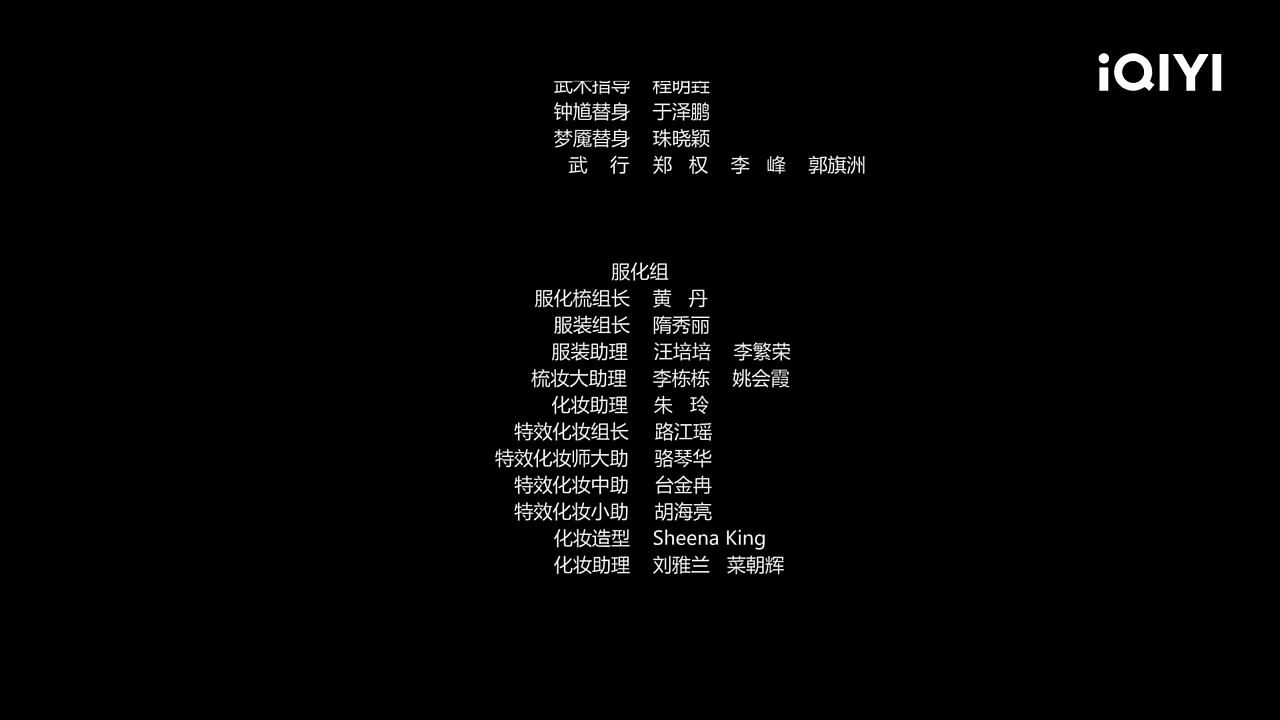 iQIYI
武术指导 程明
钟馗替身 于泽鹏
梦魇替身 珠晓颖
武 行 郑 权 李 峰 郭旗洲
服化组
服化梳组长 黄 丹
服装组长 隋秀丽
服装助理 汪培培 李繁荣
梳妆大助理 李栋栋 姚会霞
化妆助理 朱 玲
特效化妆组长 路江瑶
特效化妆师大助 骆琴华
特效化妆中助 台金冉
特效化妆小助 胡海亮
化妆造型 Sheena King
化妆助理 刘雅兰 菜朝辉